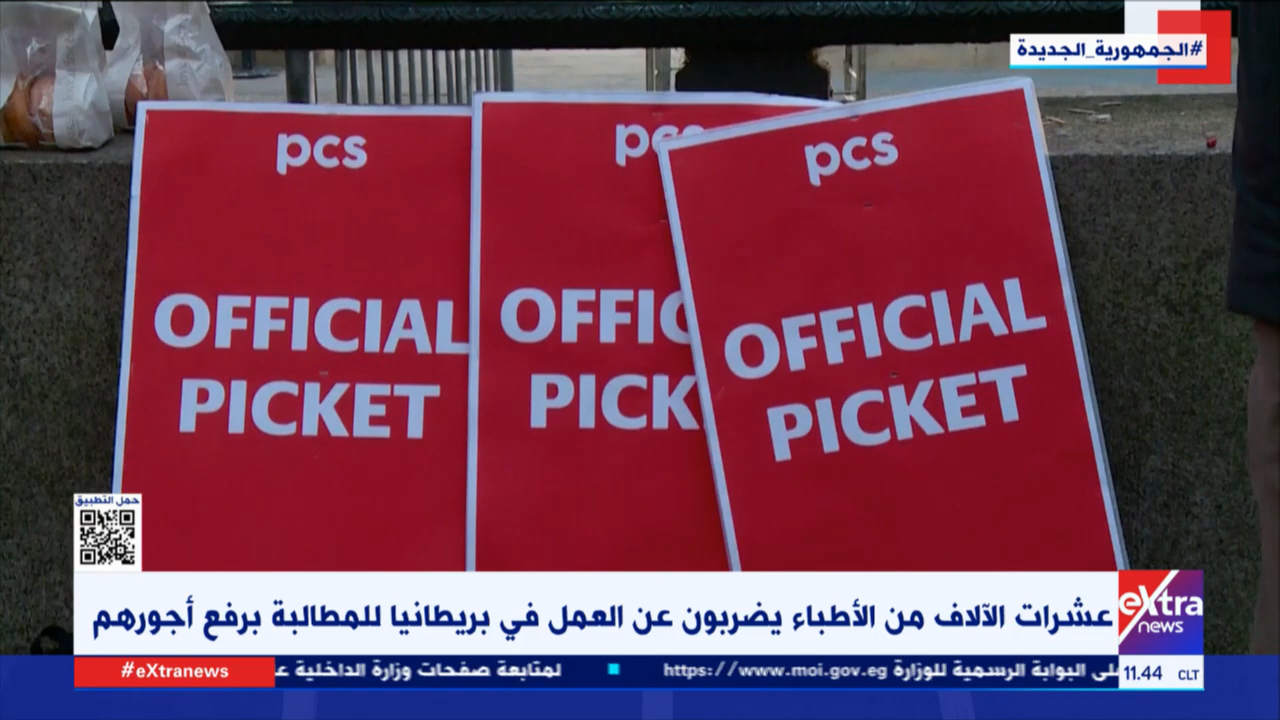 #الجمهورية_الجديدة
pcs
OFFICIAL
PICKET
pcs
OFFIC
PICK
pcs
OFFICIAL
PICKET
حمل التطبيق
عشرات الآلاف من الأطباء يضربون عن العمل في بريطانيا للمطالبة برفع أجورهم
eXtra
news
#eXtranews
لمتابعة صفحات وزارة الداخلية
على البوابة الرسمية للوزارة https://www.moi.gov.eg
11.44 CLT